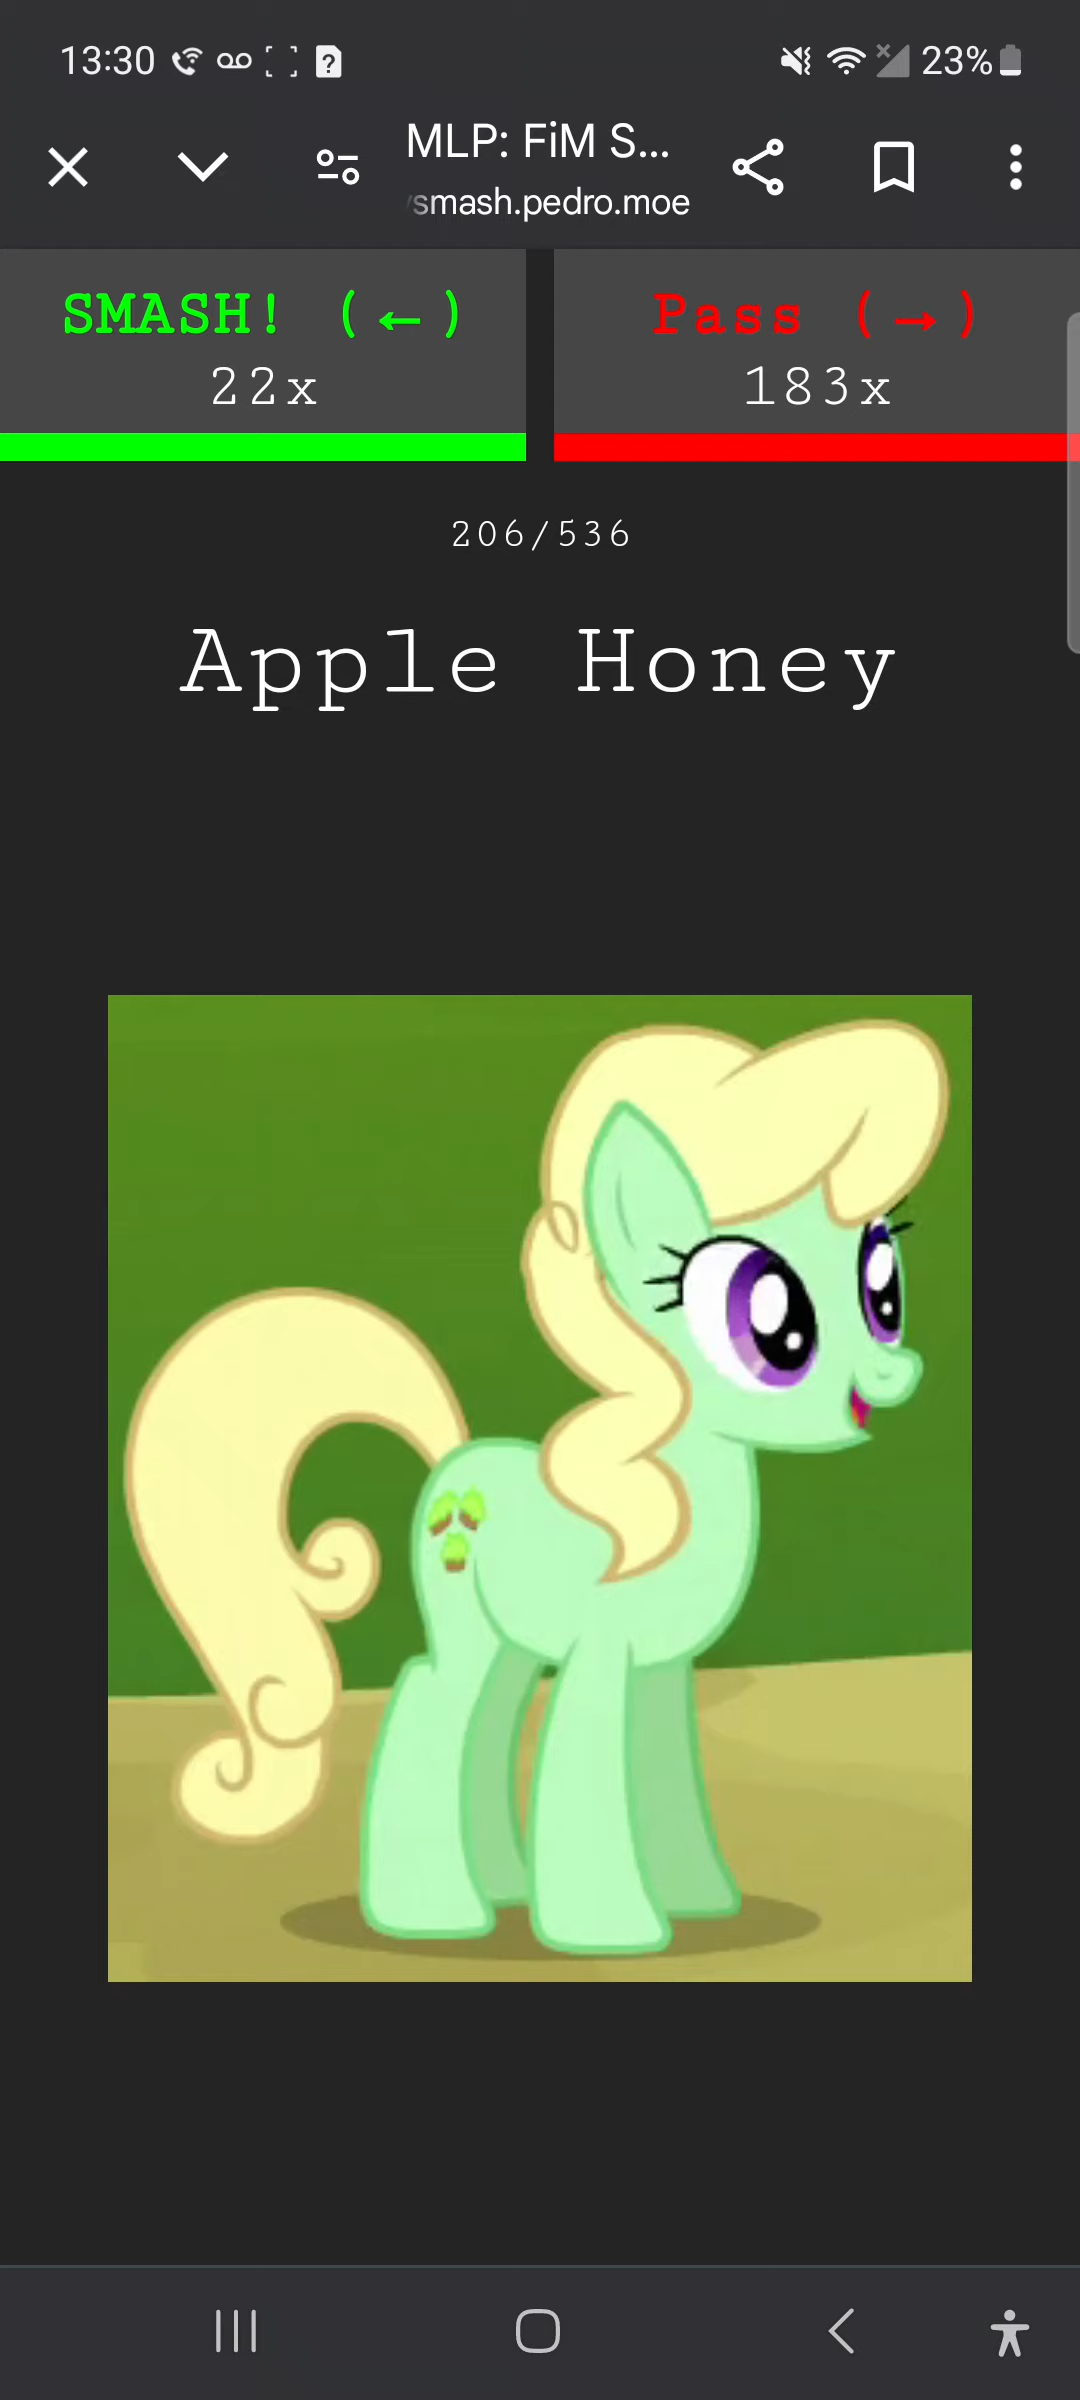 13:30
23%
MLP: FiM S...
smash.pedro.moe
SMASH! (←)
22x
Pass (→)
183x
206/536
Apple Honey